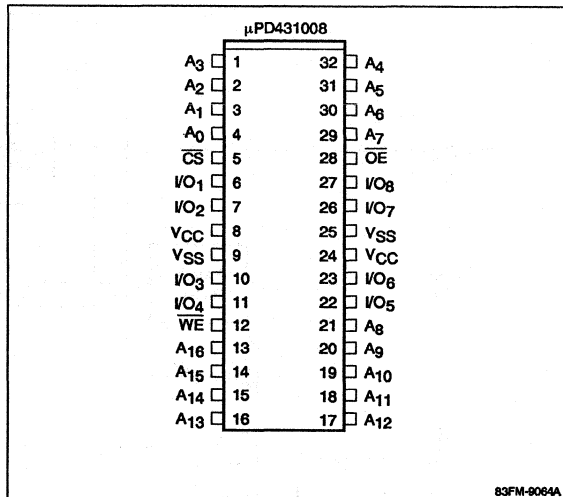 μPD431008
A3 1 32 A4
A2 2 31 A5
A1 3 30 A6
A0 4 29 A7
C̅S̅ 5 28 O̅E̅
I/O1 6 27 I/O8
I/O2 7 26 I/O7
VCC 8 25 VSS
VSS 9 24 VCC
I/O3 10 23 I/O6
I/O4 11 22 I/O5
W̅E̅ 12 21 A8
A16 13 20 A9
A15 14 19 A10
A14 15 18 A11
A13 16 17 A12
83FM-9064A